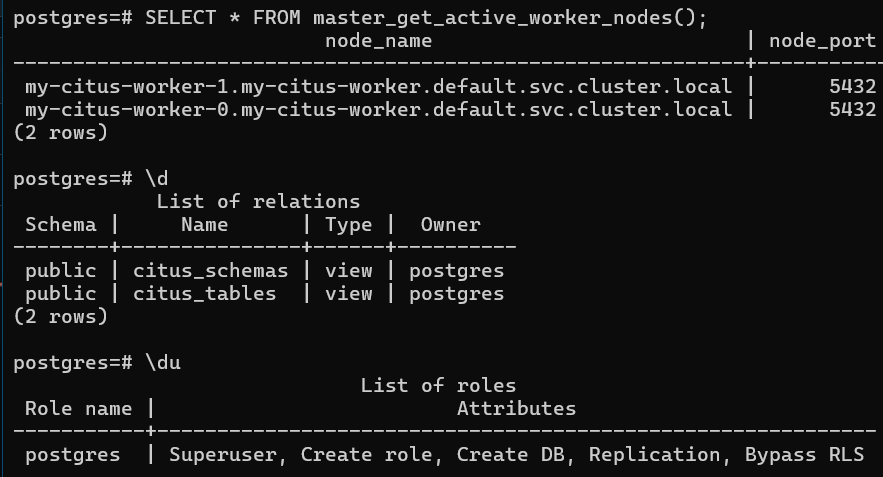 postgres=# SELECT * FROM master_get_active_worker_nodes();
                          node_name                          | node_port
-------------------------------------------------------------+-----------
 my-citus-worker-1.my-citus-worker.default.svc.cluster.local |      5432
 my-citus-worker-0.my-citus-worker.default.svc.cluster.local |      5432
(2 rows)

postgres=# \d
            List of relations
 Schema |     Name      | Type |  Owner
--------+---------------+------+----------
 public | citus_schemas | view | postgres
 public | citus_tables  | view | postgres
(2 rows)

postgres=# \du
                             List of roles
 Role name |                         Attributes
-----------+------------------------------------------------------------
 postgres  | Superuser, Create role, Create DB, Replication, Bypass RLS